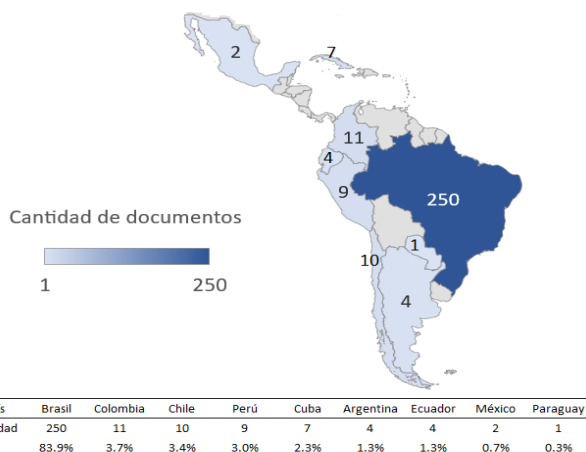 2
7
11
4
9
250
Cantidad de documentos
1
10
1 250
4
s Brasil Colombia Chile Perú Cuba Argentina Ecuador México Paraguay
dad 250 11 10 9 7 4 4 2 1
83.9% 3.7% 3.4% 3.0% 2.3% 1.3% 1.3% 0.7% 0.3%